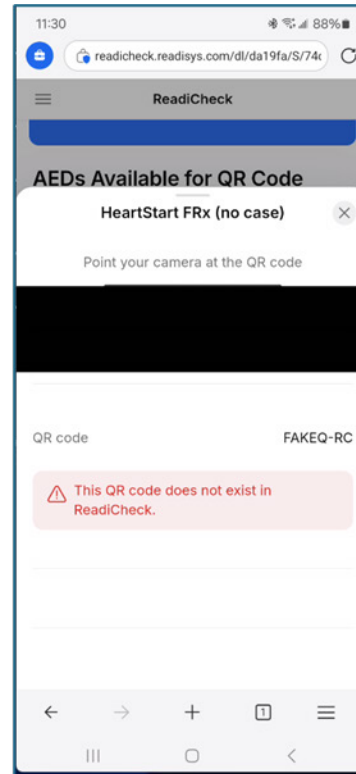 11:30
88%
readicheck.readisys.com/dl/da19fa/S/74
ReadiCheck
AEDs Available for QR Code
HeartStart FRx (no case)
Point your camera at the QR code
QR code FAKEQ-RC
This QR code does not exist in
ReadiCheck.
1